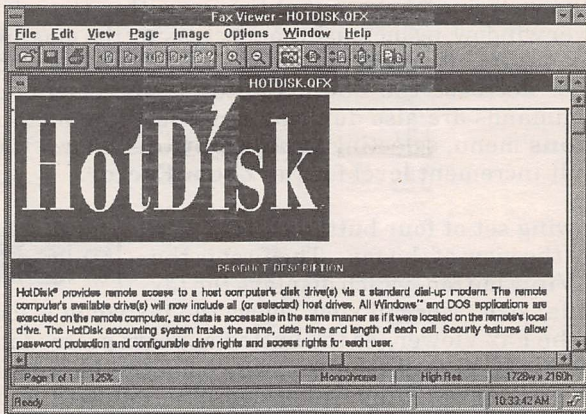 Fax Viewer - HOTDISK.QFX
File Edit View Page Image Options Window Help
HOTDISK.QFX
HotDisk
PRODUCT DESCRIPTION
HotDisk® provides remote access to a host computer's disk drive(s) via a standard dial-up modem. The remote
computer's available drive(s) will now include all (or selected) host drives. All Windows™ and DOS applications are
executed on the remote computer, and data is accessable in the same manner as if it were located on the remote's local
drive. The HotDisk accounting system tracks the name, date, time and length of each call. Security features allow
password protection and configurable drive rights and access rights for each user.
Page 1 of 1 125% Monochrome High Res 1728w x 2160h
Ready 10:33:42 AM